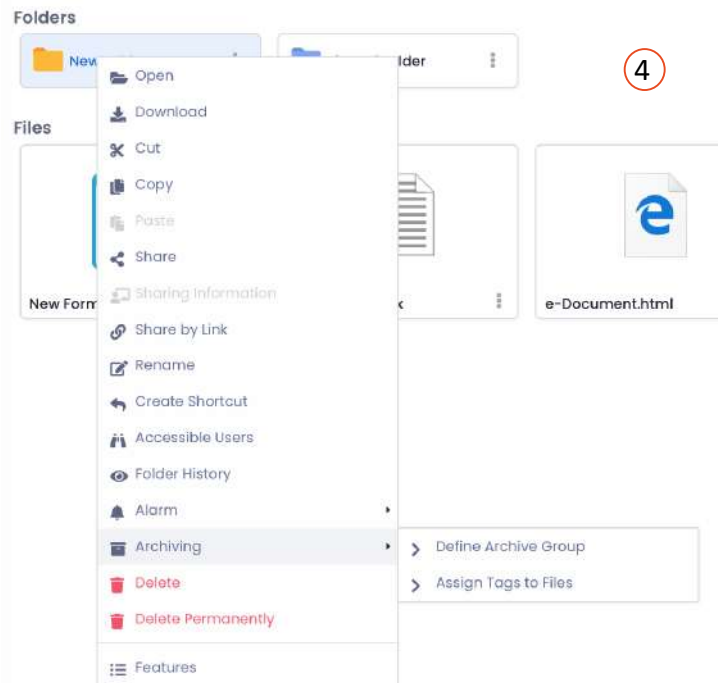 Folders
New
lder
4
Open
Download
Files
Cut
Copy
Paste
Share
Sharing Information
New Form
e-Document.html
Share by Link
Rename
Create Shortcut
Accessible Users
Folder History
Alarm
Archiving
Define Archive Group
Delete
Assign Tags to Files
Delete Permanently
Features